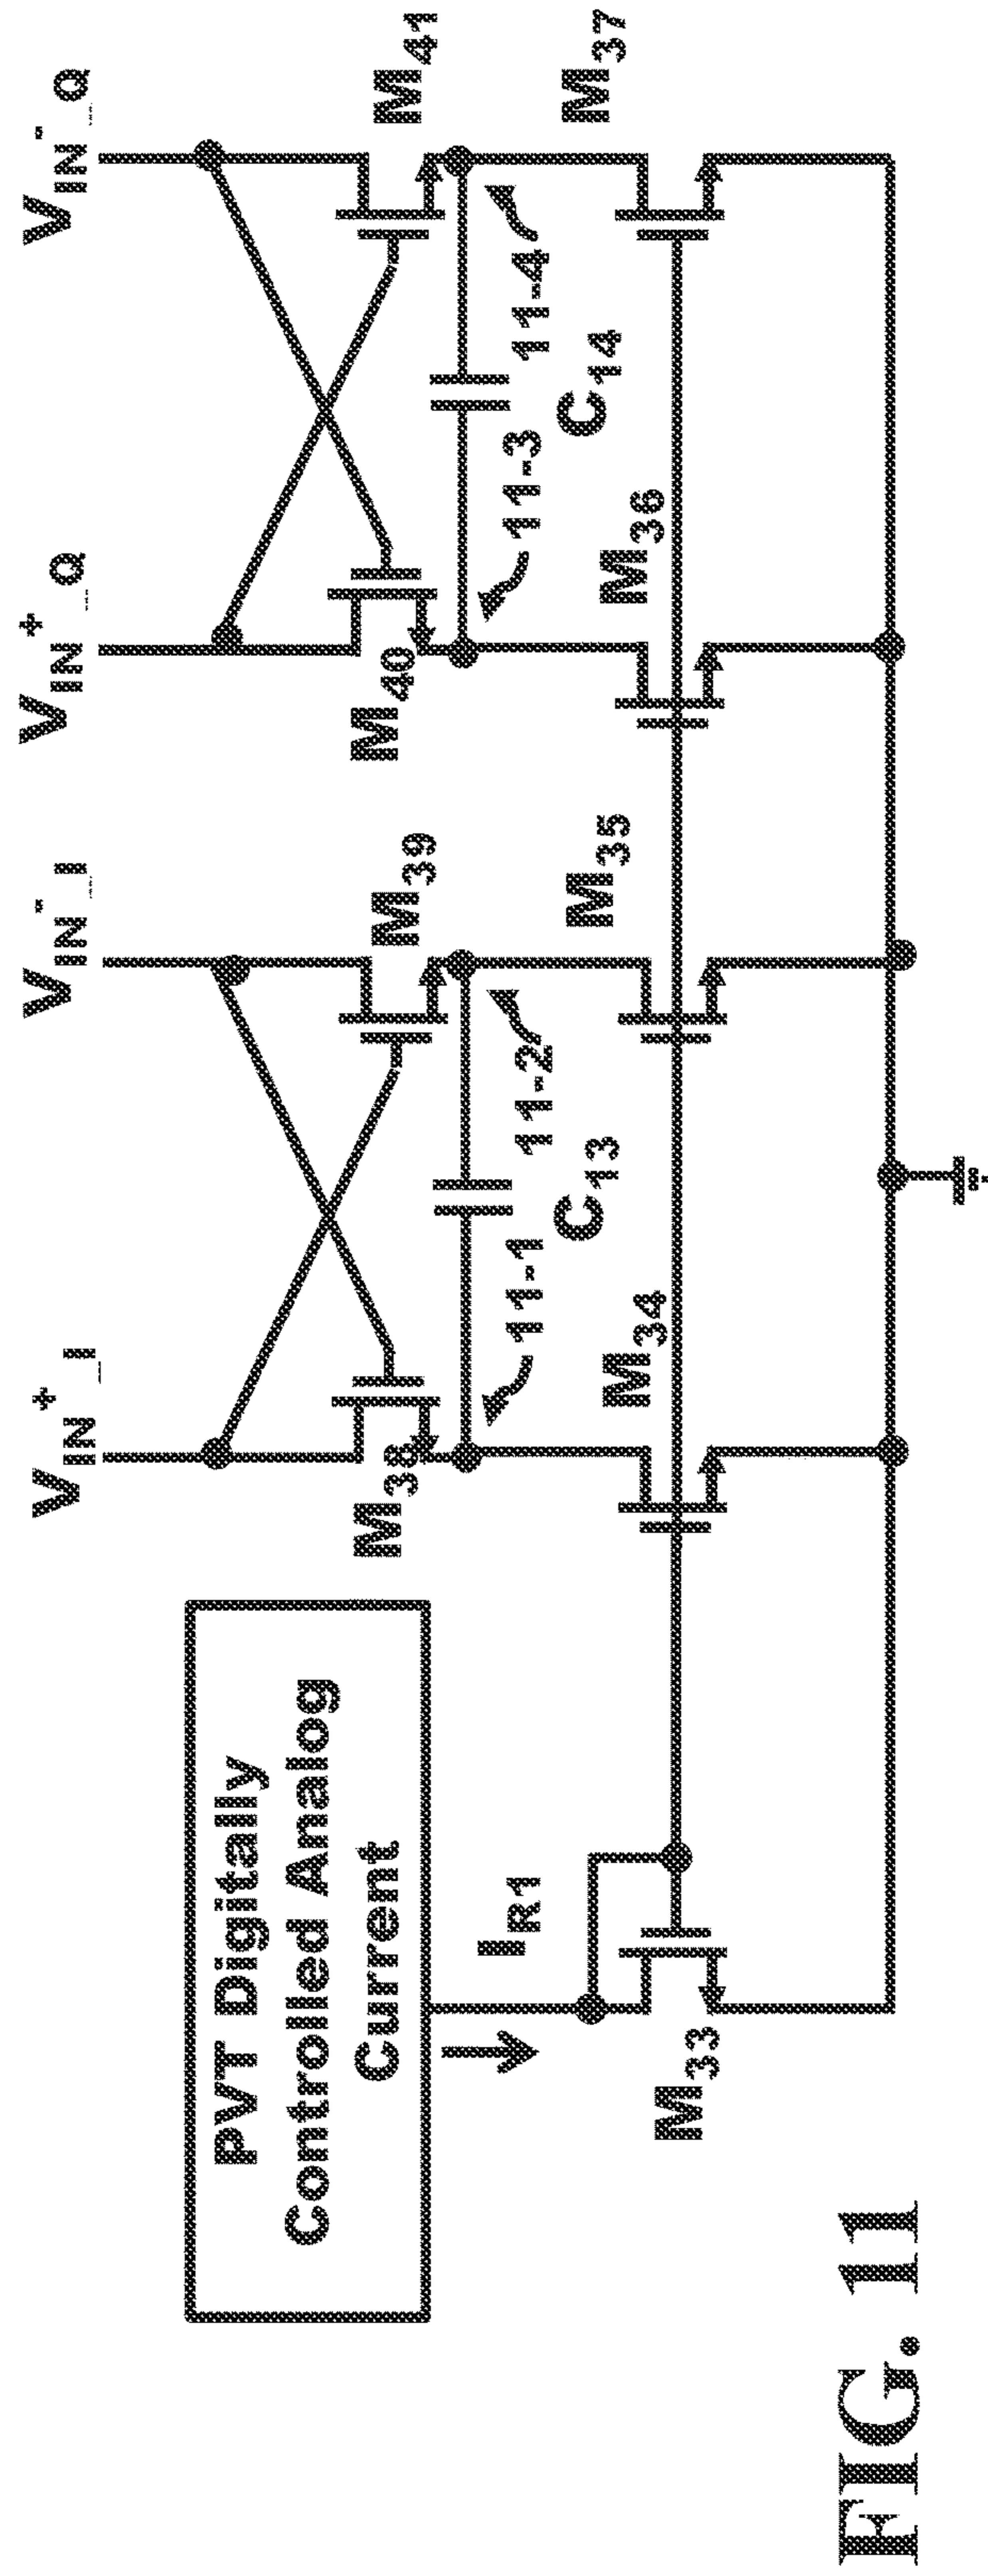 V_IN^+_I
V_IN^-_I
V_IN^+_Q
V_IN^-_Q
PVT Digitally
Controlled Analog
Current
M38
M39
M40
M41
11-1
11-2
11-3
11-4
C13
C14
IR1
M33
M34
M35
M36
M37
FIG. 11